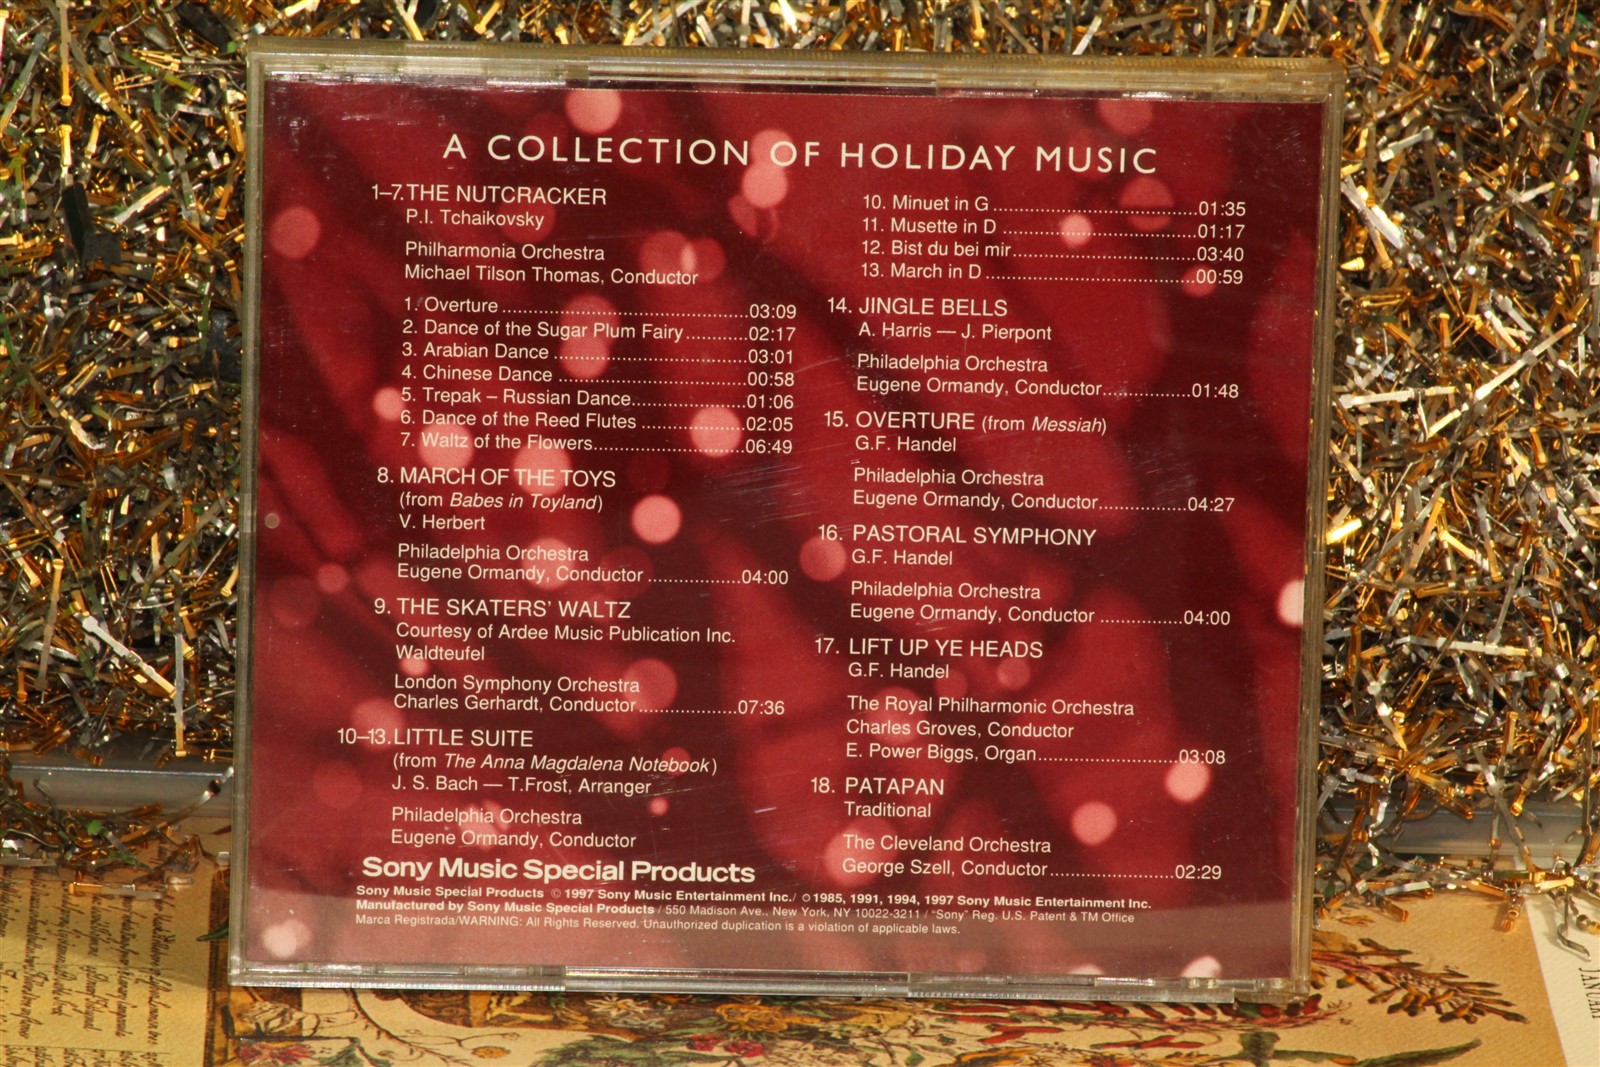 A COLLECTION OF HOLIDAY MUSIC
1–7. THE NUTCRACKER
P.I. Tchaikovsky
Philharmonia Orchestra
Michael Tilson Thomas, Conductor
1. Overture ............................................03:09
2. Dance of the Sugar Plum Fairy...........02:17
3. Arabian Dance ...................................03:01
4. Chinese Dance ..................................00:58
5. Trepak – Russian Dance.....................01:06
6. Dance of the Reed Flutes ...................02:05
7. Waltz of the Flowers...........................06:49
8. MARCH OF THE TOYS
(from Babes in Toyland)
V. Herbert
Philadelphia Orchestra
Eugene Ormandy, Conductor .................04:00
9. THE SKATERS' WALTZ
Courtesy of Ardee Music Publication Inc.
Waldteufel
London Symphony Orchestra
Charles Gerhardt, Conductor..................07:36
10–13. LITTLE SUITE
(from The Anna Magdalena Notebook)
J. S. Bach — T.Frost, Arranger
Philadelphia Orchestra
Eugene Ormandy, Conductor
10. Minuet in G.....................................01:35
11. Musette in D ...................................01:17
12. Bist du bei mir.................................03:40
13. March in D......................................00:59
14. JINGLE BELLS
A. Harris — J. Pierpont
Philadelphia Orchestra
Eugene Ormandy, Conductor................01:48
15. OVERTURE (from Messiah)
G.F. Handel
Philadelphia Orchestra
Eugene Ormandy, Conductor................04:27
16. PASTORAL SYMPHONY
G.F. Handel
Philadelphia Orchestra
Eugene Ormandy, Conductor ...............04:00
17. LIFT UP YE HEADS
G.F. Handel
The Royal Philharmonic Orchestra
Charles Groves, Conductor
E. Power Biggs, Organ.........................03:08
18. PATAPAN
Traditional
The Cleveland Orchestra
George Szell, Conductor......................02:29
Sony Music Special Products
Sony Music Special Products © 1997 Sony Music Entertainment Inc./ ℗ 1985, 1991, 1994, 1997 Sony Music Entertainment Inc.
Manufactured by Sony Music Special Products / 550 Madison Ave., New York, NY 10022-3211 / "Sony" Reg. U.S. Patent & TM Office
Marca Registrada/WARNING: All Rights Reserved. Unauthorized duplication is a violation of applicable laws.
JANUARY